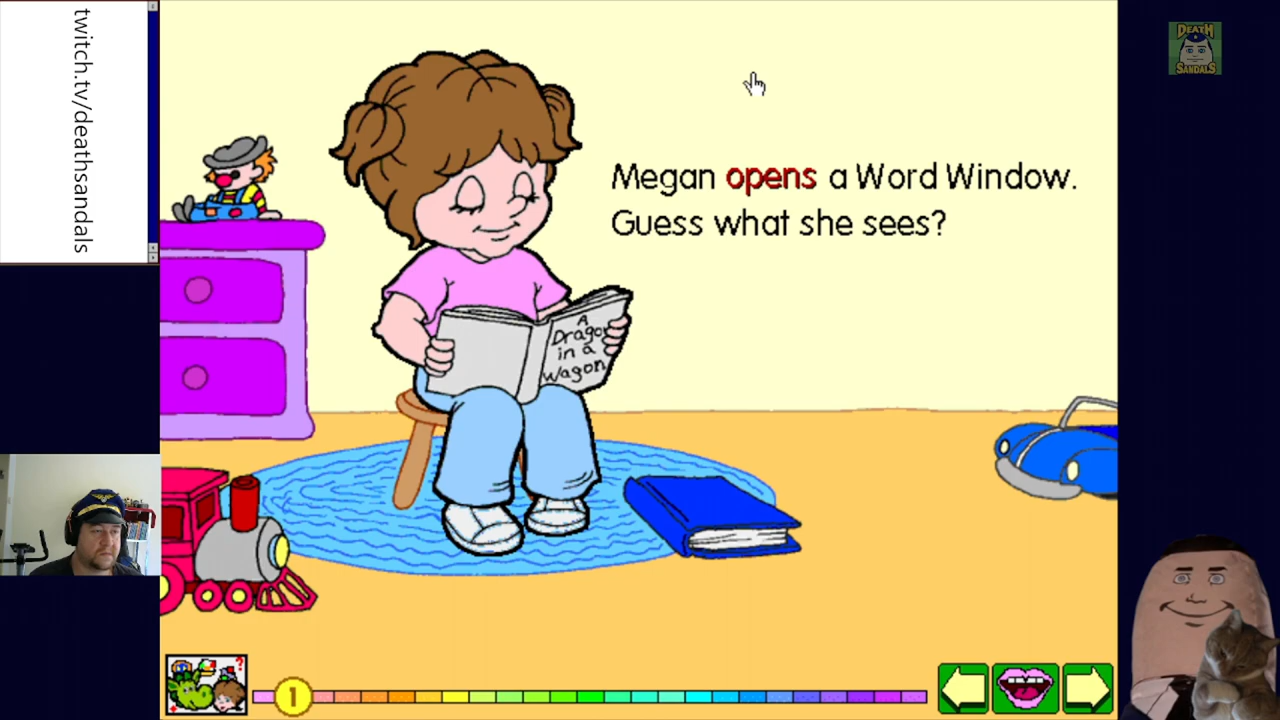 twitch.tv/deathsandals
DEATH
SANDALS
Megan opens a Word Window.
Guess what she sees?
A
Dragon
in a
Wagon
?
1